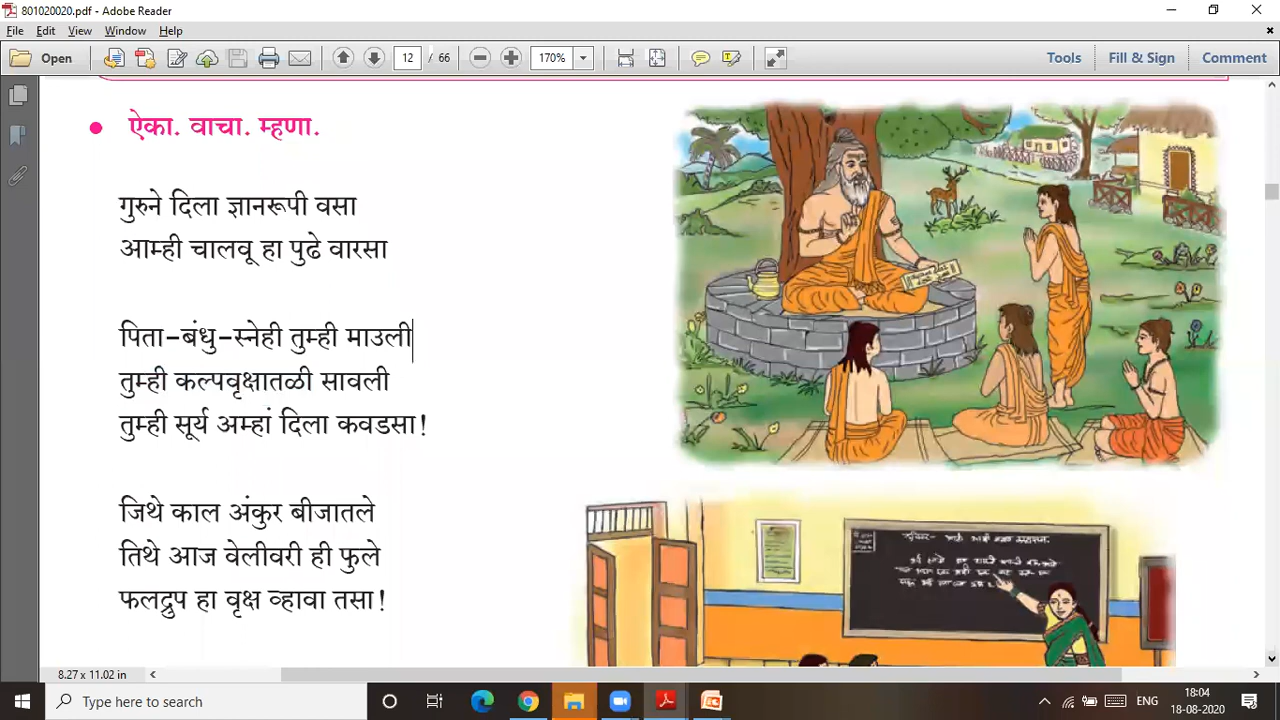 801020020.pdf - Adobe Reader
File Edit View Window Help
Open 12 / 66 170% Tools Fill & Sign Comment
ऐका. वाचा. म्हणा.
गुरुने दिला ज्ञानरूपी वसा
आम्ही चालवू हा पुढे वारसा
पिता-बंधु-स्नेही तुम्ही माउली
तुम्ही कल्पवृक्षातळी सावली
तुम्ही सूर्य अम्हां दिला कवडसा!
जिथे काल अंकुर बीजातले
तिथे आज वेलीवरी ही फुले
फलद्रुप हा वृक्ष व्हावा तसा!
8.27 x 11.02 in
Type here to search
ENG
18:04
18-08-2020